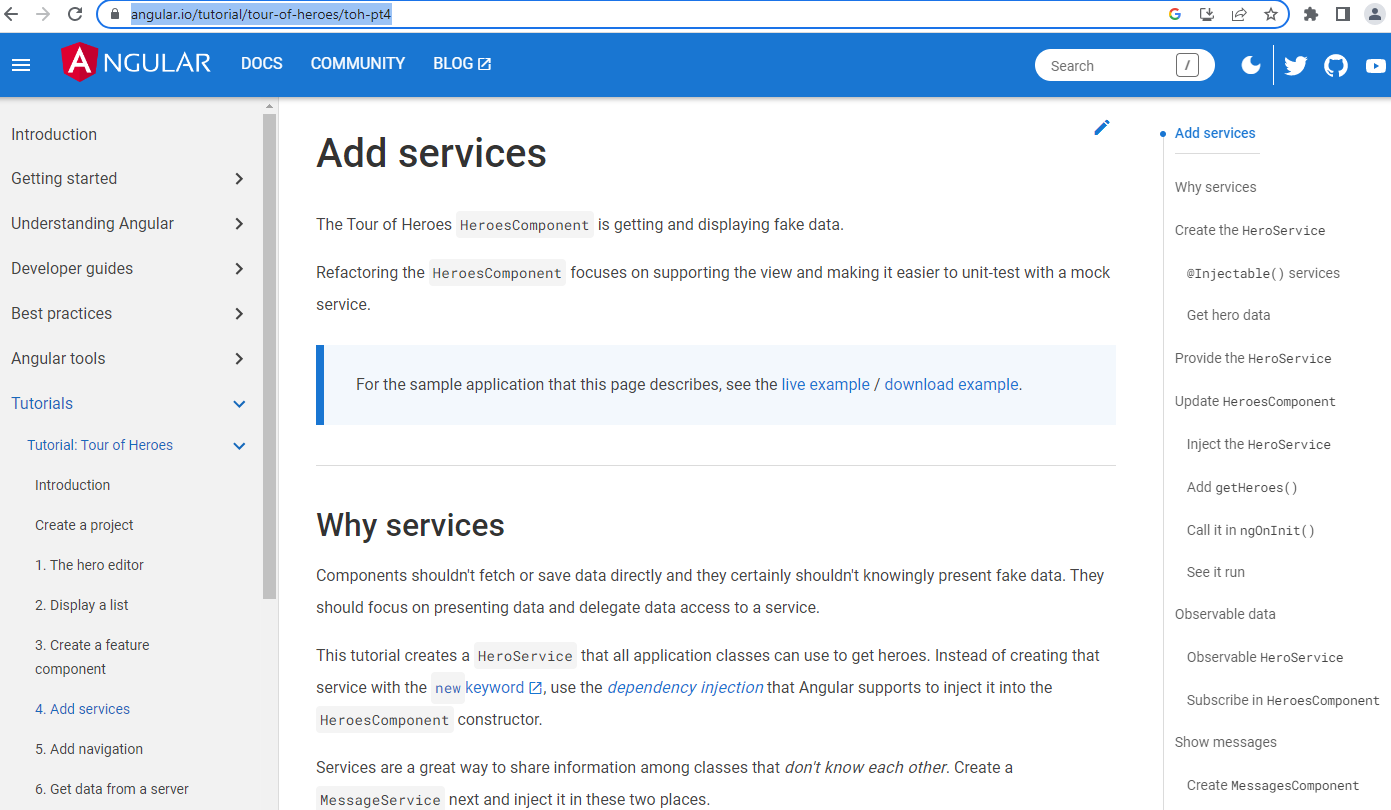 angular.io/tutorial/tour-of-heroes/toh-pt4
ANGULAR
DOCS
COMMUNITY
BLOG
Search
/
Introduction
Getting started
Understanding Angular
Developer guides
Best practices
Angular tools
Tutorials
Tutorial: Tour of Heroes
Introduction
Create a project
1. The hero editor
2. Display a list
3. Create a feature
component
4. Add services
5. Add navigation
6. Get data from a server
Add services
The Tour of Heroes HeroesComponent is getting and displaying fake data.
Refactoring the HeroesComponent focuses on supporting the view and making it easier to unit-test with a mock
service.
For the sample application that this page describes, see the live example / download example.
Why services
Components shouldn't fetch or save data directly and they certainly shouldn't knowingly present fake data. They
should focus on presenting data and delegate data access to a service.
This tutorial creates a HeroService that all application classes can use to get heroes. Instead of creating that
service with the new keyword, use the dependency injection that Angular supports to inject it into the
HeroesComponent constructor.
Services are a great way to share information among classes that don't know each other. Create a
MessageService next and inject it in these two places.
Add services
Why services
Create the HeroService
@Injectable() services
Get hero data
Provide the HeroService
Update HeroesComponent
Inject the HeroService
Add getHeroes()
Call it in ngOnInit()
See it run
Observable data
Observable HeroService
Subscribe in HeroesComponent
Show messages
Create MessagesComponent